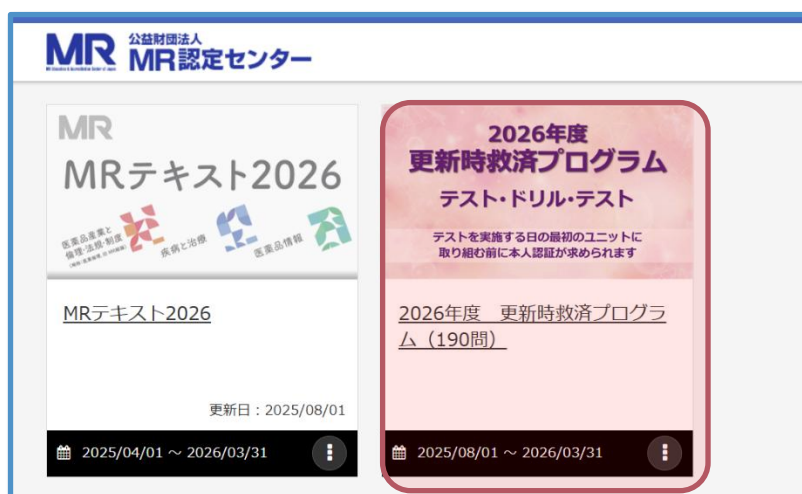 MR 公益財団法人
MR認定センター
MR
MRテキスト2026
医薬品産業と
倫理・法規・制度
疾病と治療
医薬品情報
MRテキスト2026
更新日：2025/08/01
2025/04/01 ～ 2026/03/31
2026年度
更新時救済プログラム
テスト・ドリル・テスト
テストを実施する日の最初のユニットに
取り組む前に本人認証が求められます
2026年度　更新時救済プログラ
ム（190問）
2025/08/01 ～ 2026/03/31